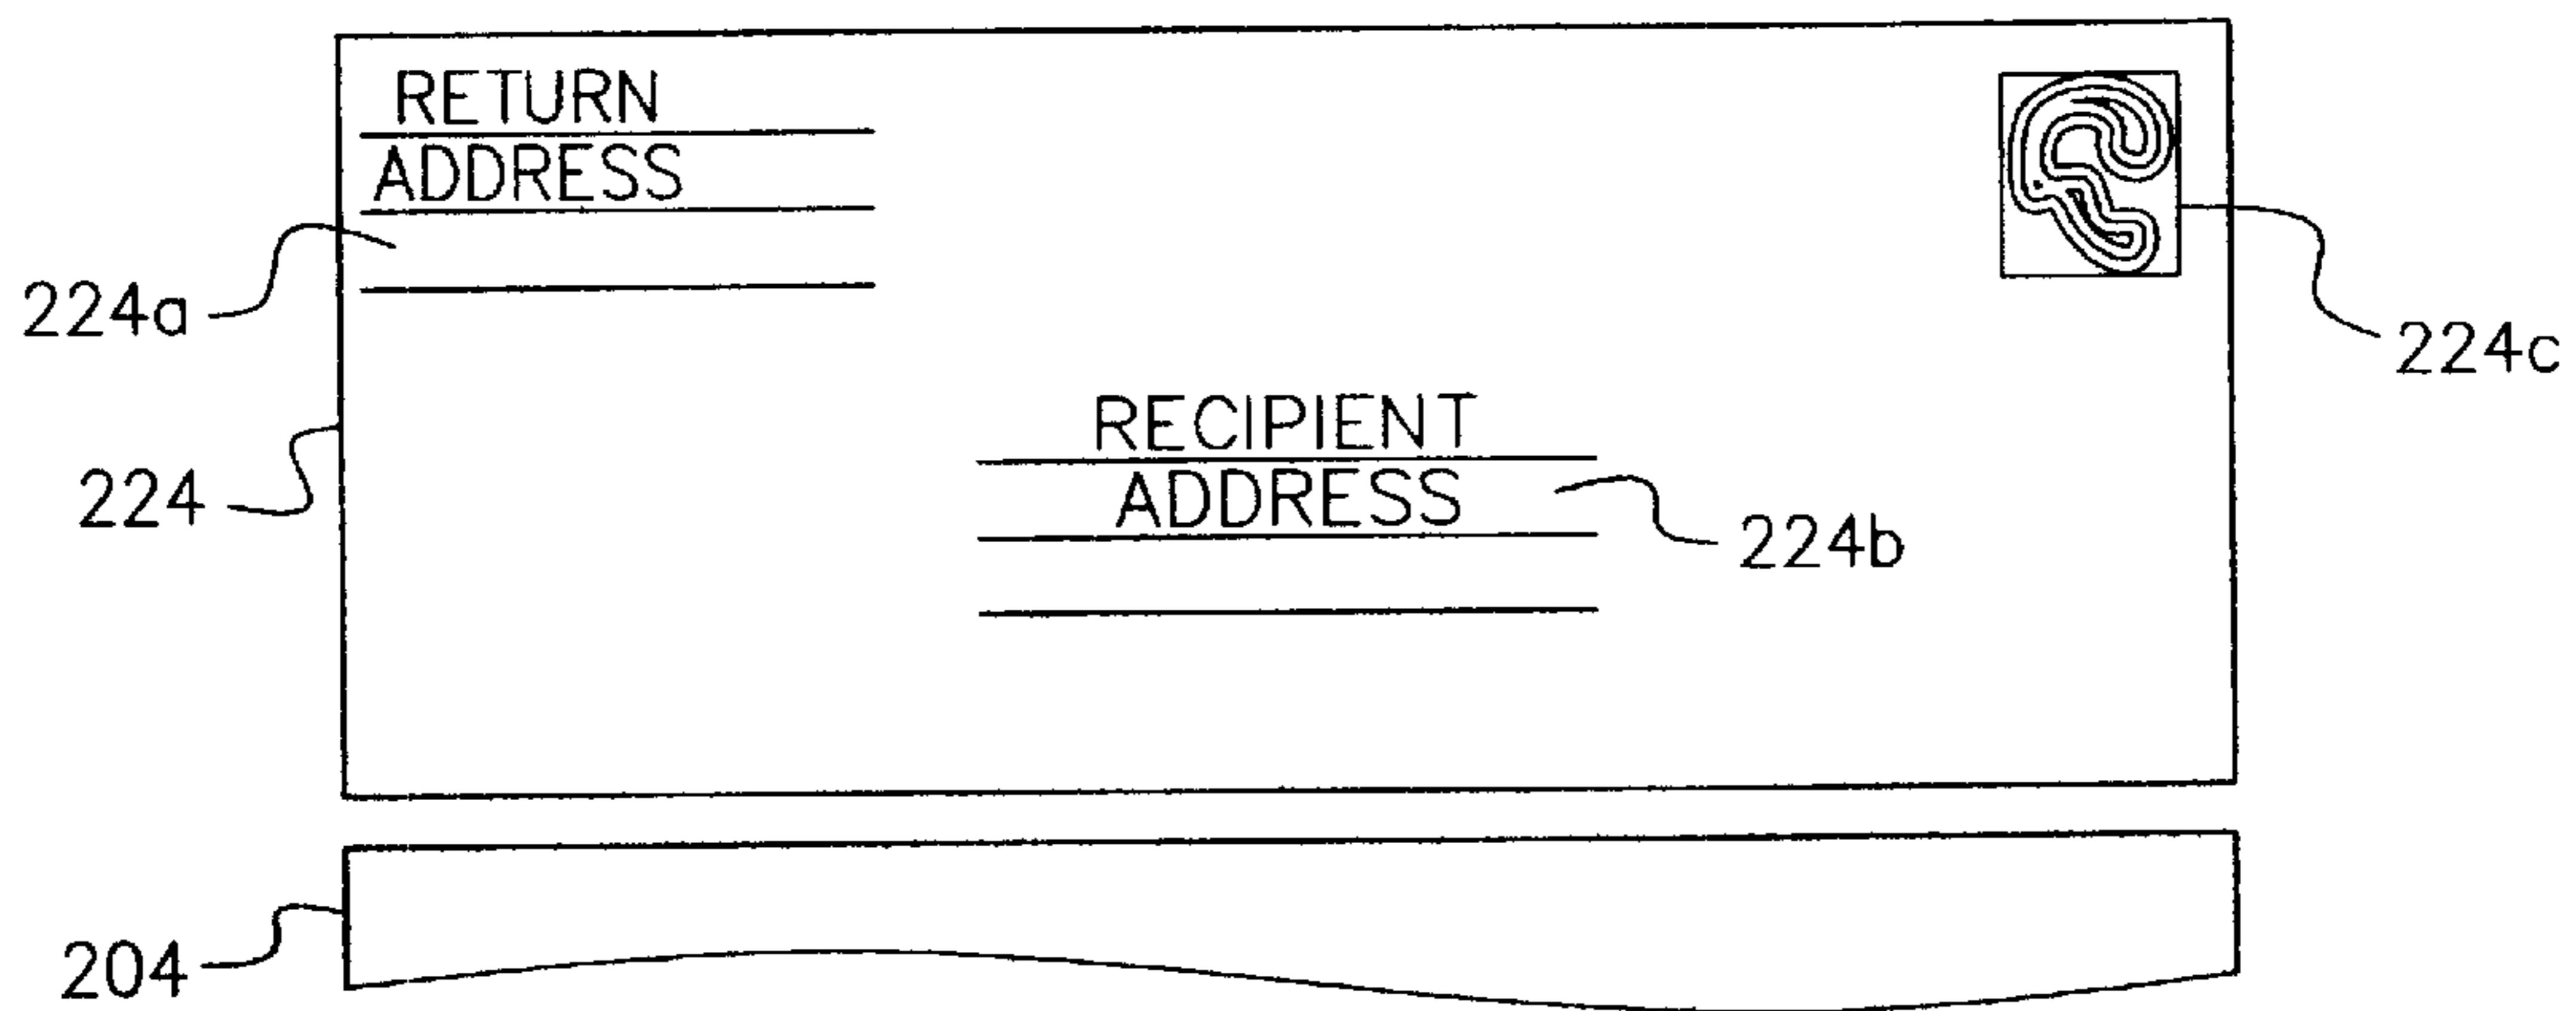 RETURN
ADDRESS
224a
224c
RECIPIENT
224
ADDRESS
224b
204